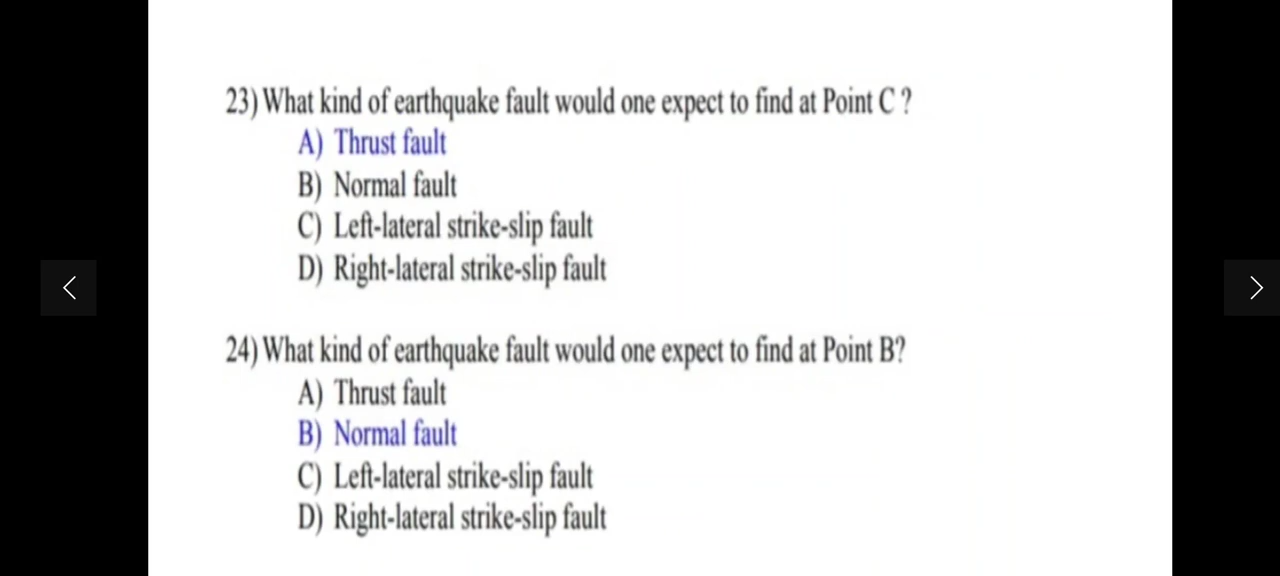 23) What kind of earthquake fault would one expect to find at Point C ?
A) Thrust fault
B) Normal fault
C) Left-lateral strike-slip fault
D) Right-lateral strike-slip fault
24) What kind of earthquake fault would one expect to find at Point B?
A) Thrust fault
B) Normal fault
C) Left-lateral strike-slip fault
D) Right-lateral strike-slip fault